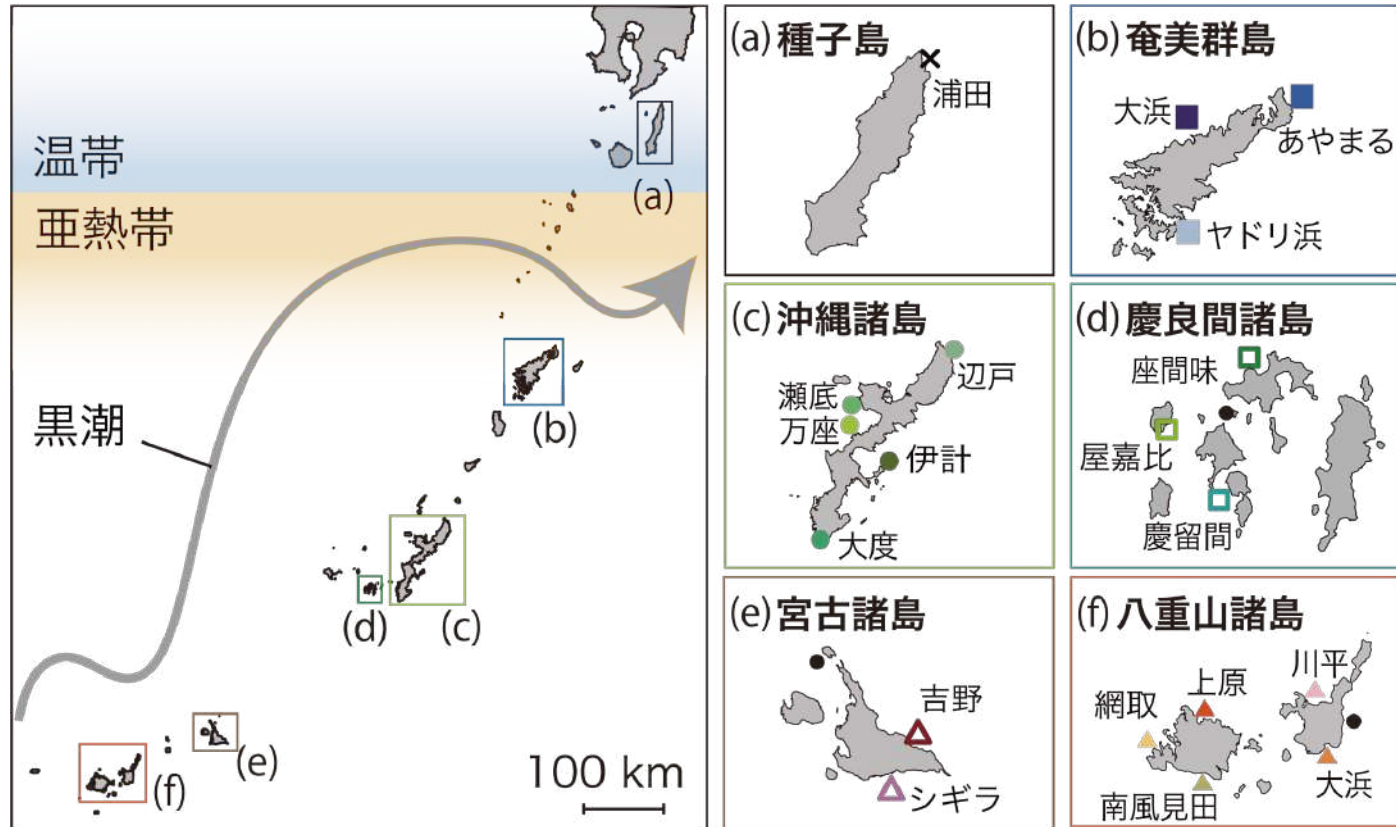 温帯
亜熱帯
黒潮
(a)
(b)
(c)
(d)
(e)
(f)
100 km
(a) 種子島
浦田
(b) 奄美群島
大浜
あやまる
ヤドリ浜
(c) 沖縄諸島
辺戸
瀬底
万座
伊計
大度
(d) 慶良間諸島
座間味
屋嘉比
慶留間
(e) 宮古諸島
吉野
シギラ
(f) 八重山諸島
川平
上原
網取
大浜
南風見田